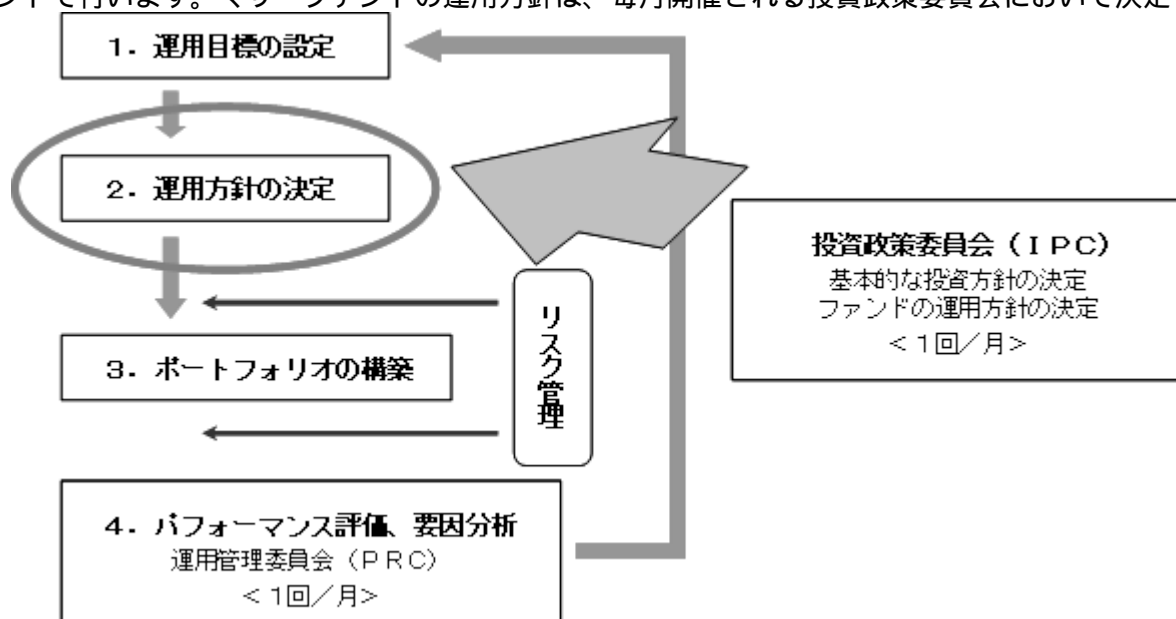 ントで行います。マザーファンドの運用方針は、毎月開催される投資政策委員会において決定
1．運用目標の設定
2．運用方針の決定
投資政策委員会（ＩＰＣ）
基本的な投資方針の決定
ファンドの運用方針の決定
＜１回／月＞
リスク管理
3．ポートフォリオの構築
4．パフォーマンス評価、要因分析
運用管理委員会（ＰＲＣ）
＜１回／月＞